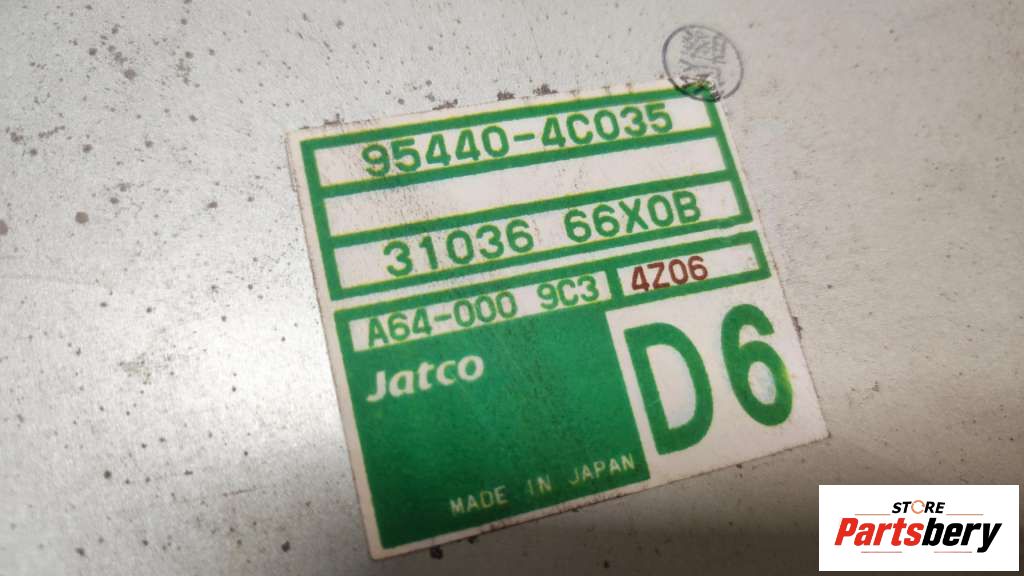 95440-4C035
31036 66X0B
A64-000 9C3 4Z06
Jatco
D6
MADE IN JAPAN
STORE
Partsbery